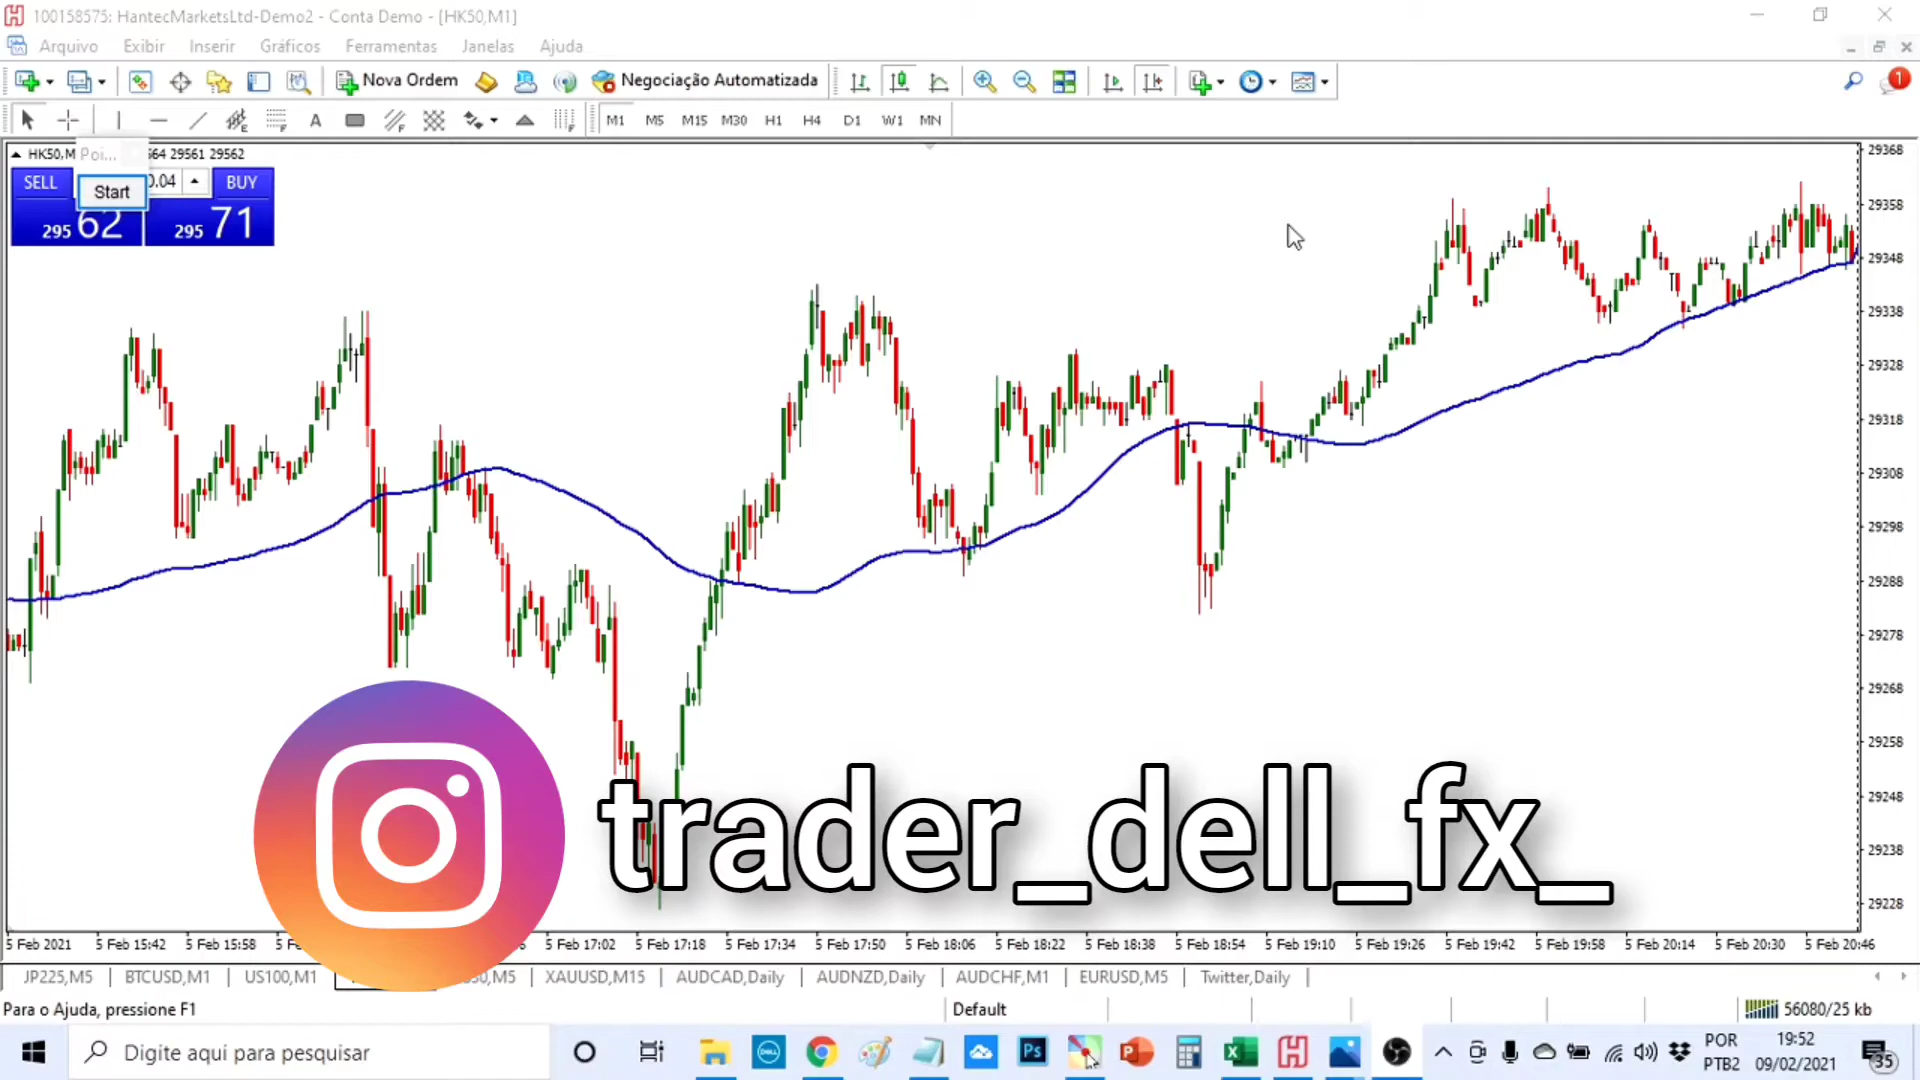 100158575: HantecMarketsLtd-Demo2 - Conta Demo - [HK50,M1]
Arquivo Exibir Inserir Gráficos Ferramentas Janelas Ajuda
Nova Ordem Negociação Automatizada 1
M1 M5 M15 M30 H1 H4 D1 W1 MN
HK50,M Poi... 29561 29562
SELL Start 0.04 BUY
295 62 295 71
29368
29358
29348
29338
29328
29318
29308
29298
29288
29278
29268
29258
29248
29238
29228
trader_dell_fx_
5 Feb 2021 5 Feb 15:42 5 Feb 15:58 5 Feb 17:02 5 Feb 17:18 5 Feb 17:34 5 Feb 17:50 5 Feb 18:06 5 Feb 18:22 5 Feb 18:38 5 Feb 18:54 5 Feb 19:10 5 Feb 19:26 5 Feb 19:42 5 Feb 19:58 5 Feb 20:14 5 Feb 20:30 5 Feb 20:46
JP225,M5 BTCUSD,M1 US100,M1 XAUUSD,M15 AUDCAD,Daily AUDNZD,Daily AUDCHF,M1 EURUSD,M5 Twitter,Daily
Para o Ajuda, pressione F1 Default 56080/25 kb
Digite aqui para pesquisar DELL Ps POR 19:52
PTB2 09/02/2021 35